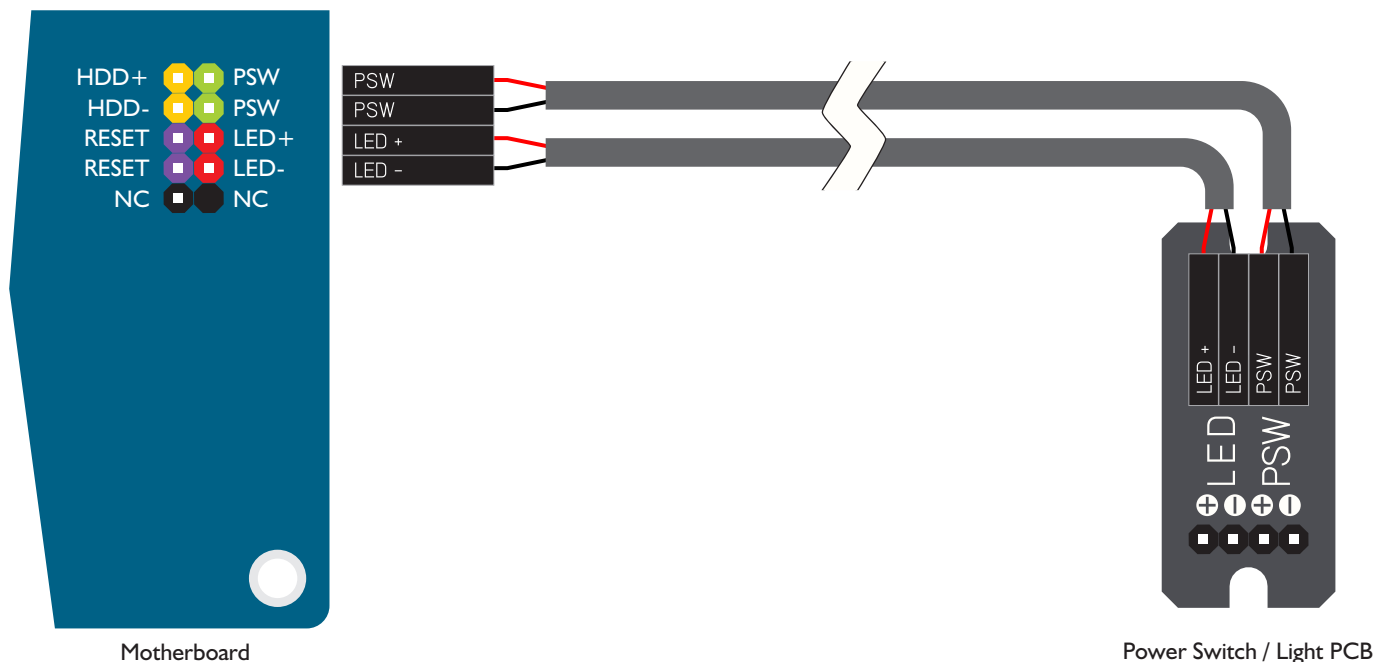 HDD+ PSW
HDD- PSW
RESET LED+
RESET LED-
NC NC
PSW
PSW
LED +
LED -
LED +
LED -
PSW
PSW
LED
PSW
+ - + -
Motherboard
Power Switch / Light PCB